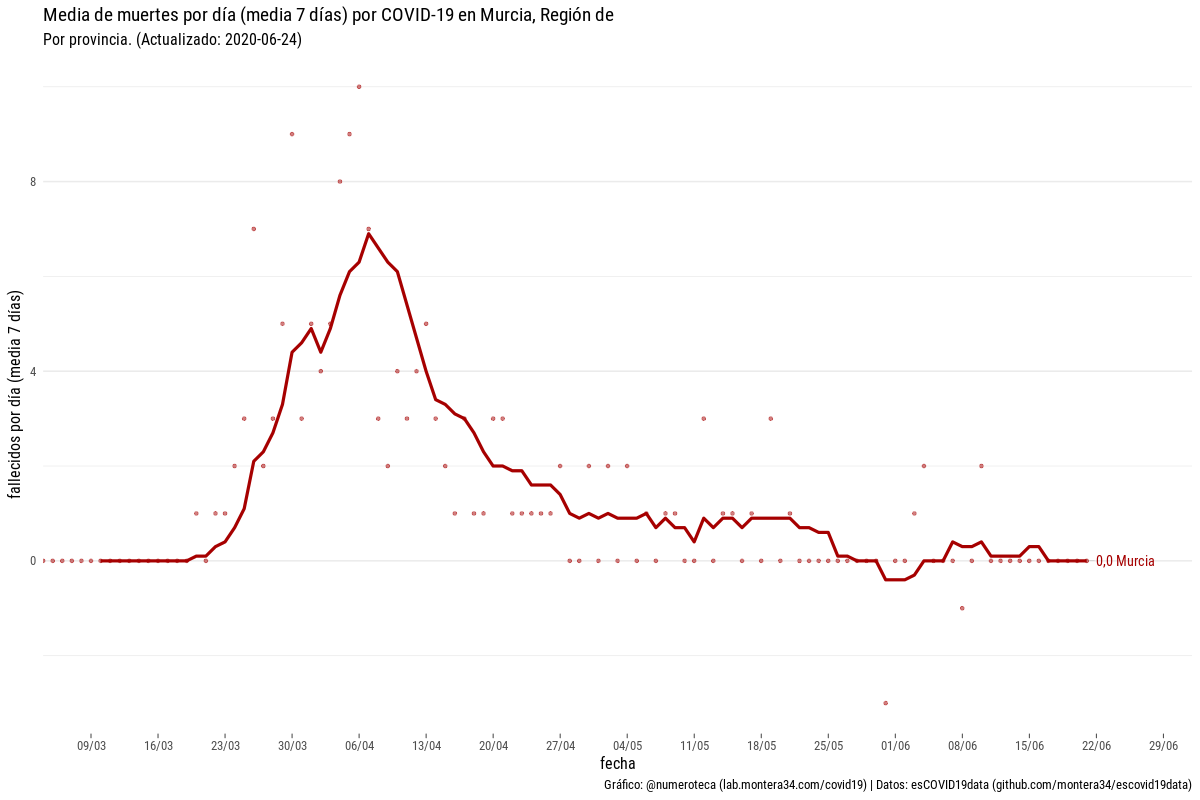 Media de muertes por día (media 7 días) por COVID-19 en Murcia, Región de
Por provincia. (Actualizado: 2020-06-24)
fallecidos por día (media 7 días)
8
4
0
0,0 Murcia
09/03 16/03 23/03 30/03 06/04 13/04 20/04 27/04 04/05 11/05 18/05 25/05 01/06 08/06 15/06 22/06 29/06
fecha
Gráfico: @numeroteca (lab.montera34.com/covid19) | Datos: esCOVID19data (github.com/montera34/escovid19data)